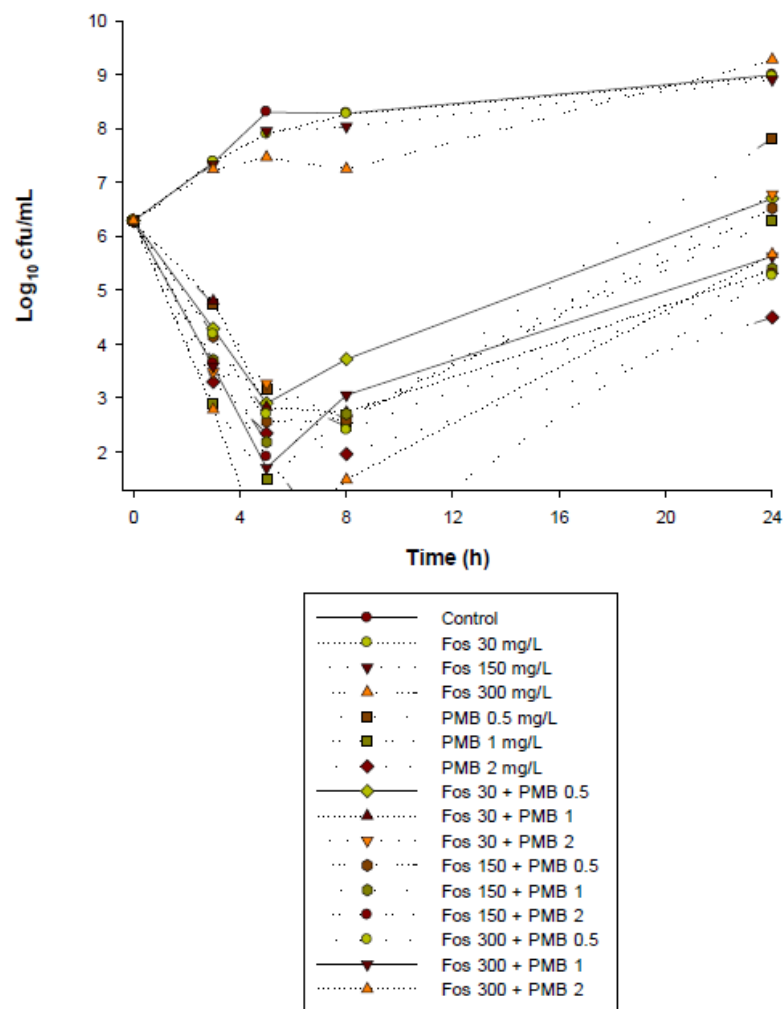 10
9
8
7
6
5
4
3
2
Log10 cfu/mL
0 4 8 12 16 20 24
Time (h)
Control
Fos 30 mg/L
Fos 150 mg/L
Fos 300 mg/L
PMB 0.5 mg/L
PMB 1 mg/L
PMB 2 mg/L
Fos 30 + PMB 0.5
Fos 30 + PMB 1
Fos 30 + PMB 2
Fos 150 + PMB 0.5
Fos 150 + PMB 1
Fos 150 + PMB 2
Fos 300 + PMB 0.5
Fos 300 + PMB 1
Fos 300 + PMB 2